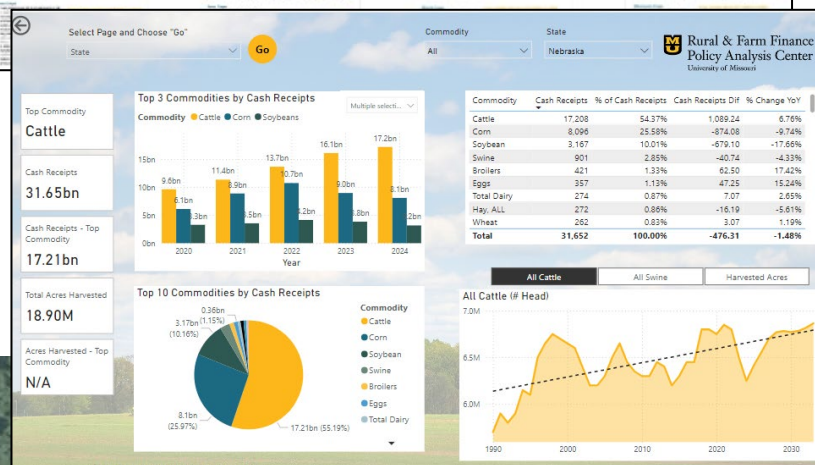 Select Page and Choose "Go"
State
Go
Commodity
All
State
Nebraska
Rural & Farm Finance
Policy Analysis Center
University of Missouri
Top Commodity
Cattle
Cash Receipts
31.65bn
Cash Receipts - Top
Commodity
17.21bn
Total Acres Harvested
18.90M
Acres Harvested - Top
Commodity
N/A
Top 3 Commodities by Cash Receipts
Multiple selecti...
Commodity Cattle Corn Soybeans
15bn
10bn
5bn
0bn
9.6bn 11.4bn 13.7bn 16.1bn 17.2bn
6.1bn 8.9bn 10.7bn 9.0bn 8.1bn
2020 2021 2022 2023 2024
Year
Commodity Cash Receipts % of Cash Receipts Cash Receipts Dif % Change YoY
Cattle 17,208 54.37% 1,089.24 6.76%
Corn 8,096 25.58% -874.08 -9.74%
Soybean 3,167 10.01% -679.10 -17.66%
Swine 901 2.85% -40.74 -4.33%
Broilers 421 1.33% 62.50 17.42%
Eggs 357 1.13% 47.25 15.24%
Total Dairy 274 0.87% 7.07 2.65%
Hay, ALL 272 0.86% -16.19 -5.61%
Wheat 262 0.83% 3.07 1.19%
Total 31,652 100.00% -476.31 -1.48%
Top 10 Commodities by Cash Receipts
0.36bn
(1.15%)
3.17bn
(10.16%)
8.1bn
(25.97%)
17.21bn (55.19%)
Commodity
Cattle
Corn
Soybean
Swine
Broilers
Eggs
Total Dairy
All Cattle All Swine Harvested Acres
All Cattle (# Head)
7.0M
6.5M
6.0M
1990 2000 2010 2020 2030